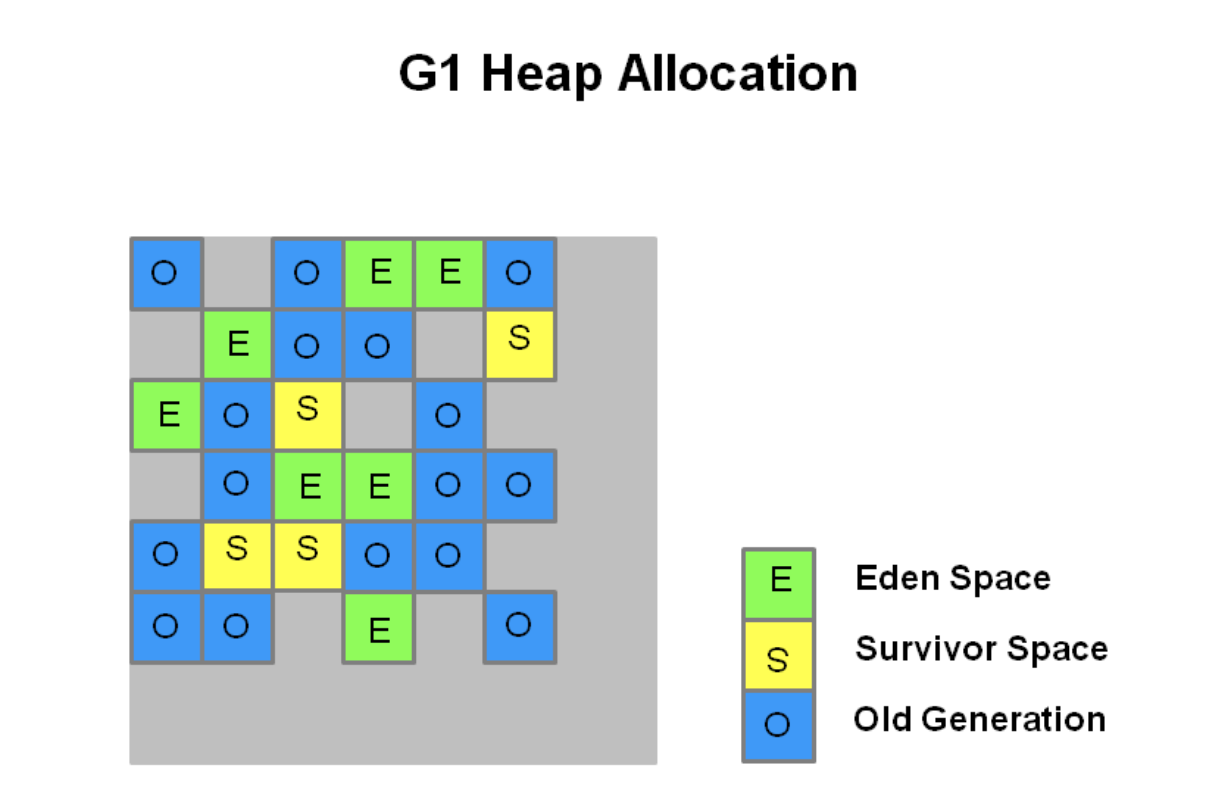 G1 Heap Allocation
O O E E O
E O O S
E O S O
O E E O O
O S S O O
O O E O
E Eden Space
S Survivor Space
O Old Generation